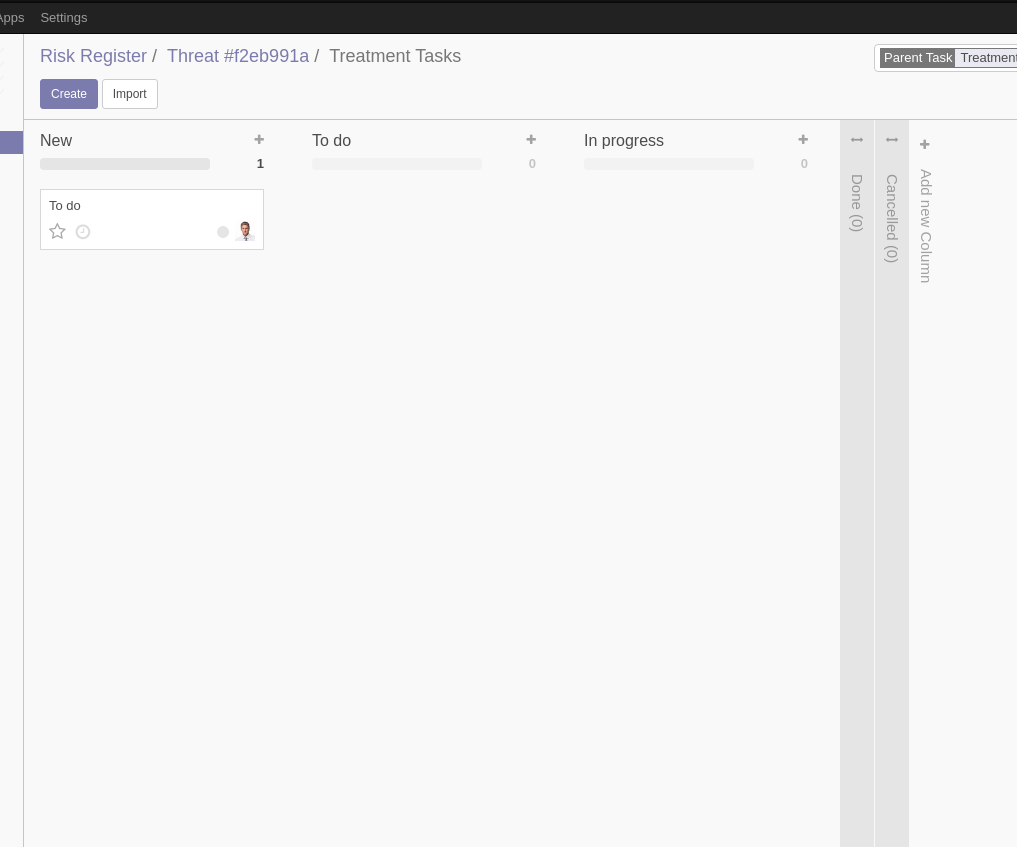 Apps Settings
Risk Register / Threat #f2eb991a / Treatment Tasks
Parent Task Treatment
Create Import
New
1
To do
0
In progress
0
Done (0)
Cancelled (0)
Add new Column
To do